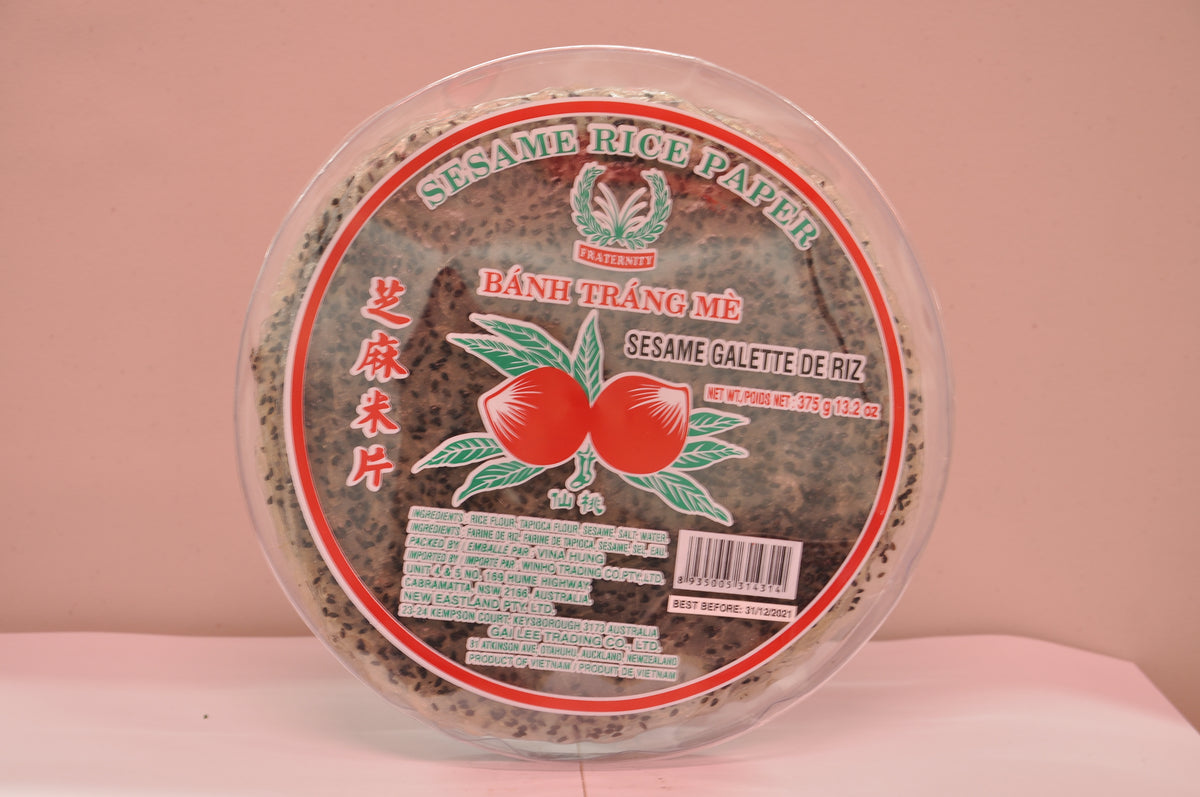 SESAME RICE PAPER
FRATERNITY
BÁNH TRÁNG MÈ
芝麻米片
SESAME GALETTE DE RIZ
NET WT./POIDS NET : 375 g 13.2 oz
仙桃
INGREDIENTS : RICE FLOUR, TAPIOCA FLOUR, SESAME, SALT, WATER.
INGREDIENTS : FARINE DE RIZ, FARINE DE TAPIOCA, SESAME, SEL, EAU.
PACKED BY / EMBALLE PAR : VINA HUNG
IMPORTED BY / IMPORTE PAR : WINHO TRADING CO.PTY,LTD.
UNIT 4 & 5 NO. 169 HUME HIGHWAY,
CABRAMATTA, NSW 2166, AUSTRALIA.
NEW EASTLAND PTY. LTD.
23-24 KEMPSON COURT, KEYSBOROUGH 3173 AUSTRALIA
GAI LEE TRADING CO., LTD.
81 ATKINSON AVE, OTAHUHU, AUCKLAND, NEWZEALAND
PRODUCT OF VIETNAM / PRODUIT DE VIETNAM
8 935005 314314
BEST BEFORE: 31/12/2021